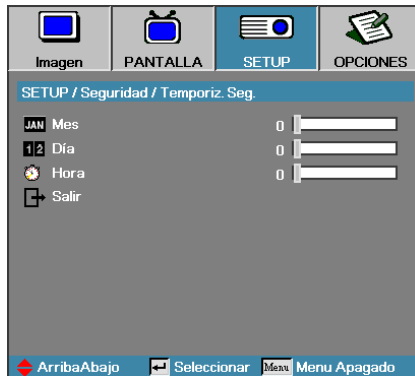 Imagen PANTALLA SETUP OPCIONES
SETUP / Seguridad / Temporiz. Seg.
JAN Mes 0
12 Día 0
Hora 0
Salir
ArribaAbajo Seleccionar Menu Menu Apagado